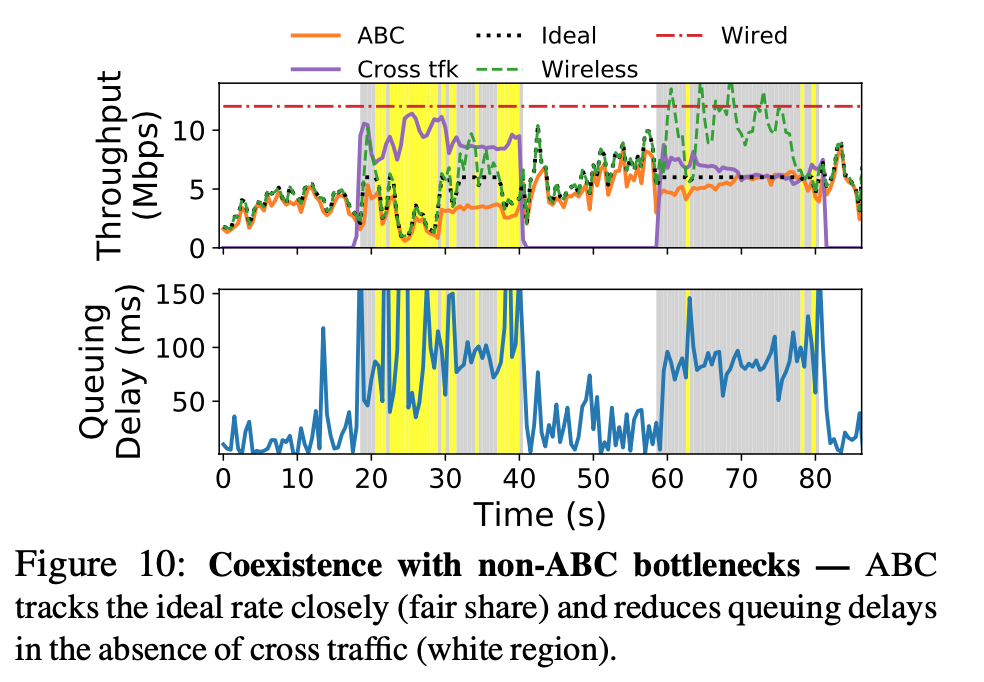 ABC
Ideal
Wired
Cross tfk
Wireless
Throughput
(Mbps)
10
5
0
Queuing
Delay (ms)
150
100
50
0 10 20 30 40 50 60 70 80
Time (s)
Figure 10: Coexistence with non-ABC bottlenecks — ABC
tracks the ideal rate closely (fair share) and reduces queuing delays
in the absence of cross traffic (white region).